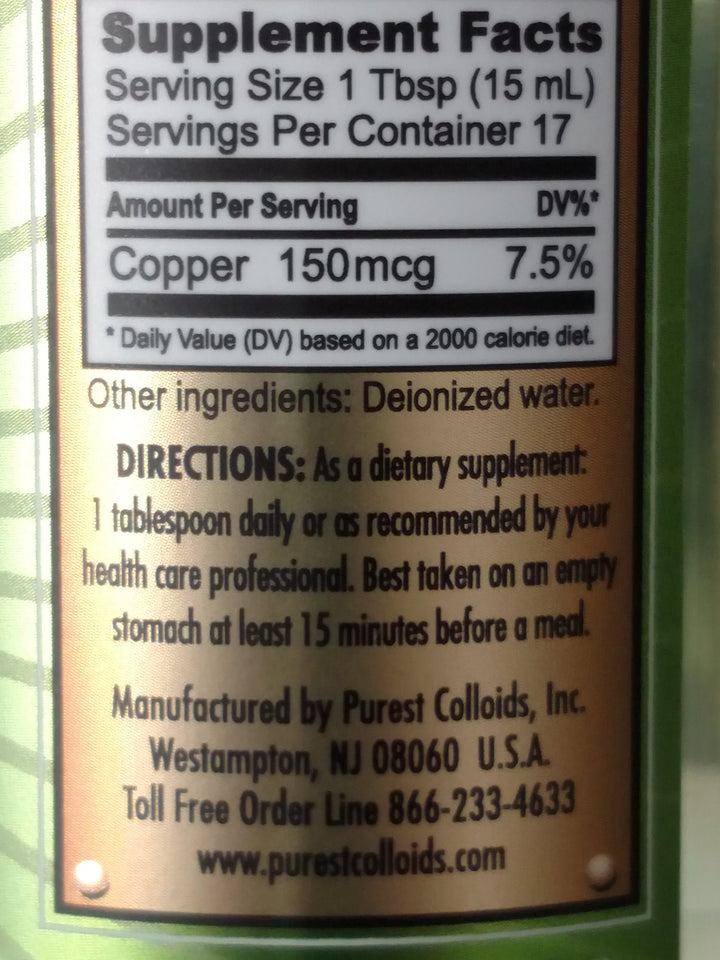 Supplement Facts
Serving Size 1 Tbsp (15 mL)
Servings Per Container 17
Amount Per Serving DV%*
Copper 150mcg 7.5%
* Daily Value (DV) based on a 2000 calorie diet.
Other ingredients: Deionized water.
DIRECTIONS: As a dietary supplement:
1 tablespoon daily or as recommended by your
health care professional. Best taken on an empty
stomach at least 15 minutes before a meal.
Manufactured by Purest Colloids, Inc.
Westampton, NJ 08060 U.S.A.
Toll Free Order Line 866-233-4633
www.purestcolloids.com